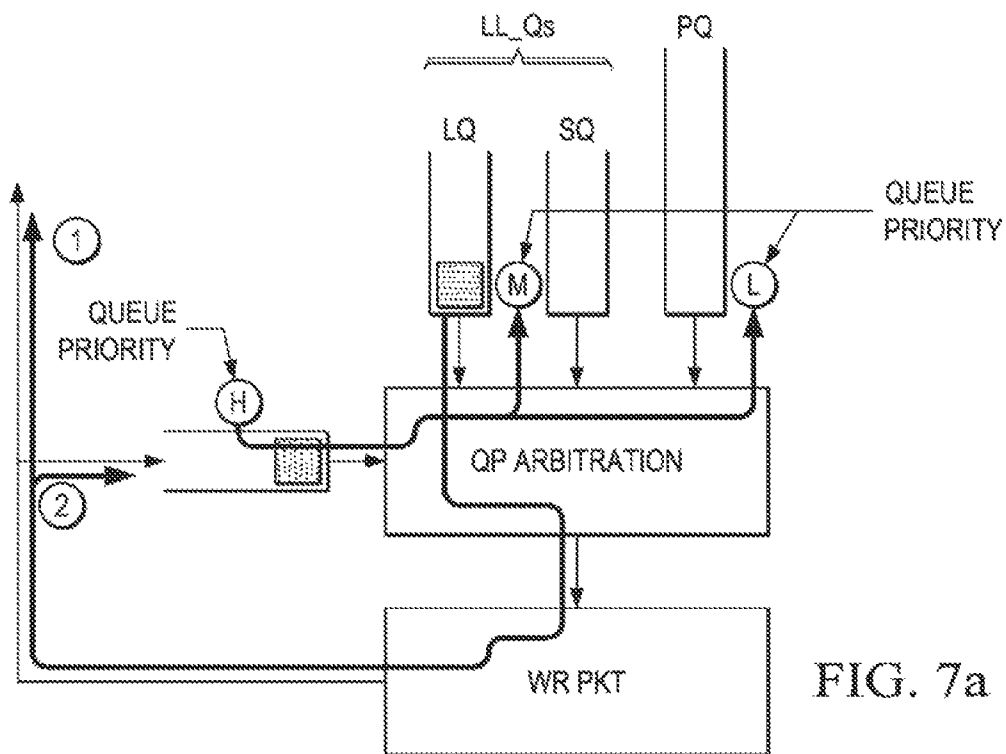 LL_Qs
PQ
LQ
SQ
QUEUE
PRIORITY
1
M
L
QUEUE
PRIORITY
H
QP ARBITRATION
2
WR PKT
FIG. 7a